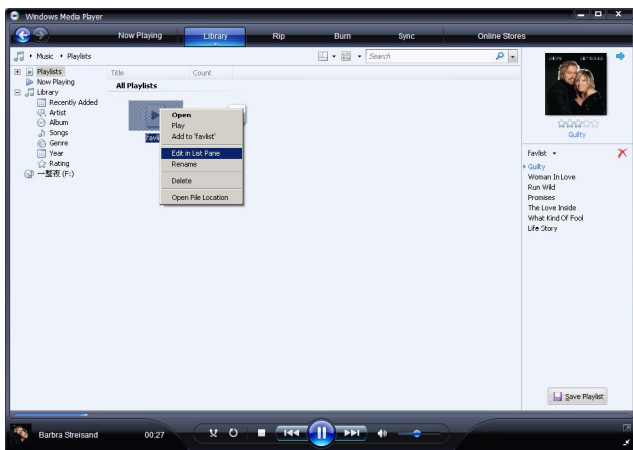 Windows Media Player
Now Playing
Library
Rip
Burn
Sync
Online Stores
Music
Playlists
Search
Playlists
Now Playing
Library
Recently Added
Artist
Album
Songs
Genre
Year
Rating
一整夜 (F:)
Title
Count
All Playlists
Open
Play
Add to 'favlist'
Edit in List Pane
Rename
Delete
Open File Location
Guilty
favlist
Guilty
Woman In Love
Run Wild
Promises
The Love Inside
What Kind Of Fool
Life Story
Save Playlist
Barbra Streisand
00:27